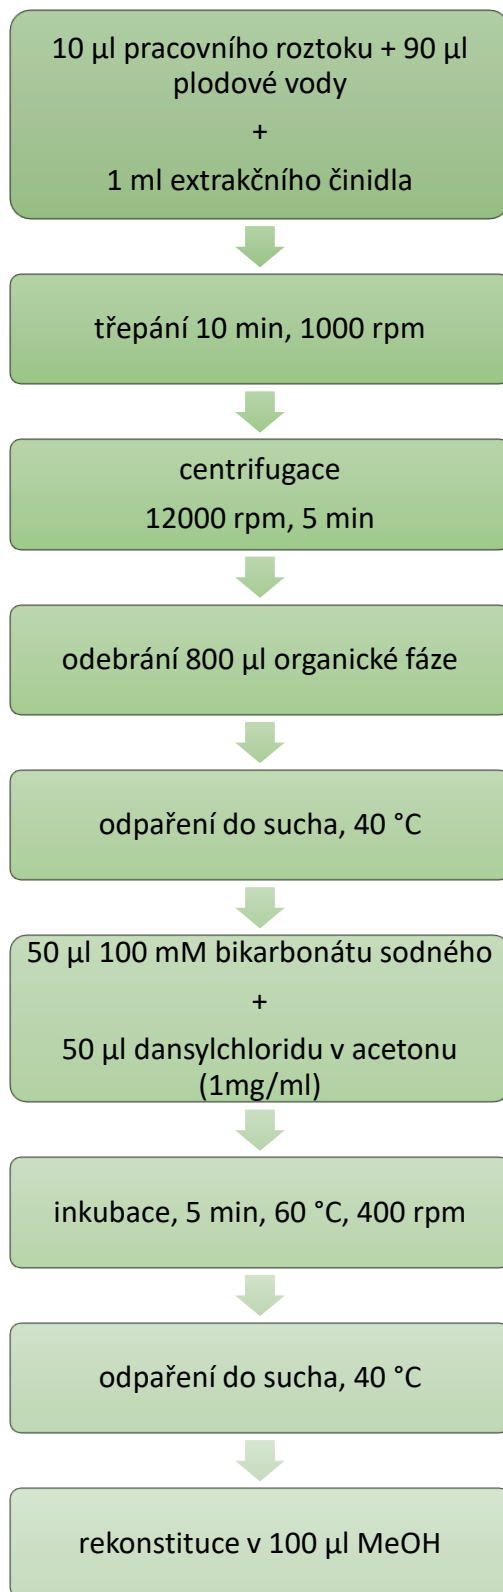 10 µl pracovního roztoku + 90 µl
plodové vody
+
1 ml extrakčního činidla
třepání 10 min, 1000 rpm
centrifugace
12000 rpm, 5 min
odebrání 800 µl organické fáze
odpaření do sucha, 40 °C
50 µl 100 mM bikarbonátu sodného
+
50 µl dansylchloridu v acetonu
(1mg/ml)
inkubace, 5 min, 60 °C, 400 rpm
odpaření do sucha, 40 °C
rekonstituce v 100 µl MeOH